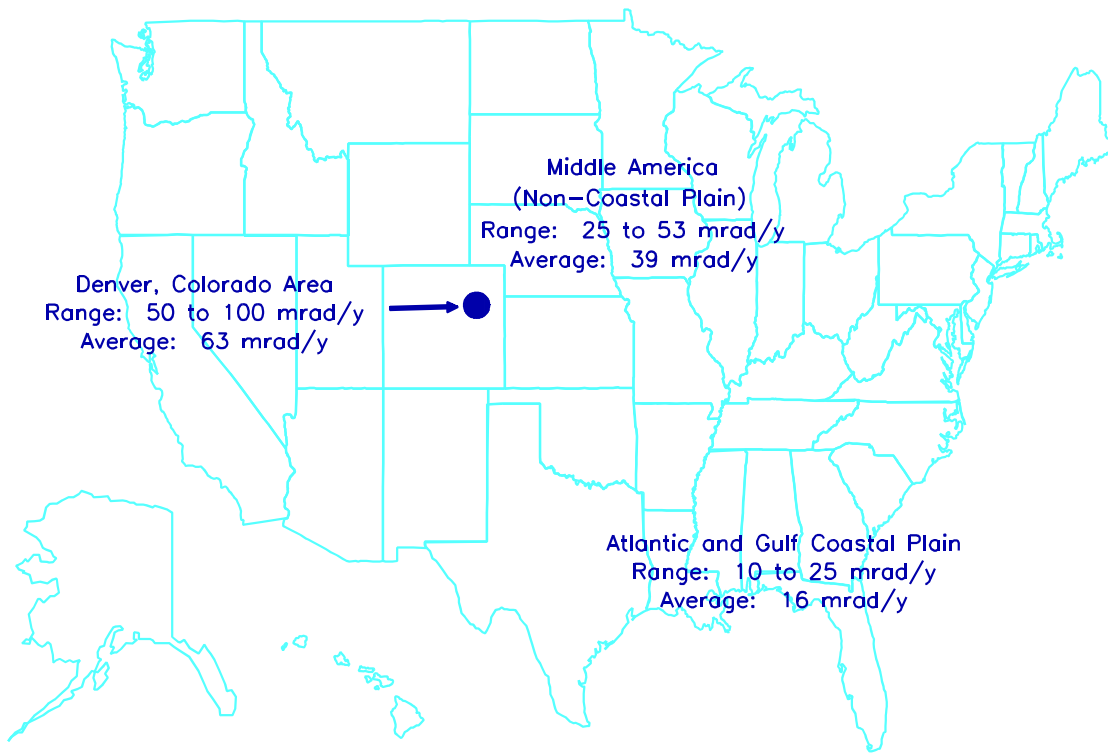 Middle America
(Non-Coastal Plain)
Range: 25 to 53 mrad/y
Average: 39 mrad/y
Denver, Colorado Area
Range: 50 to 100 mrad/y
Average: 63 mrad/y
Atlantic and Gulf Coastal Plain
Range: 10 to 25 mrad/y
Average: 16 mrad/y